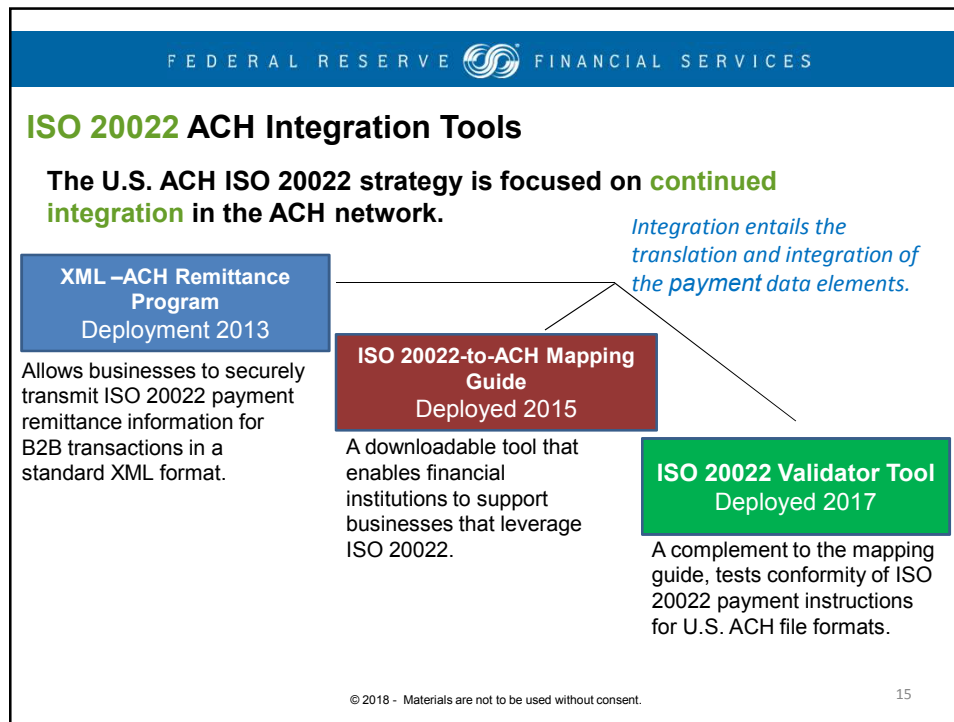 FEDERAL RESERVE FINANCIAL SERVICES
ISO 20022 ACH Integration Tools
The U.S. ACH ISO 20022 strategy is focused on continued
integration in the ACH network.
Integration entails the
translation and integration of
the payment data elements.
XML –ACH Remittance
Program
Deployment 2013
Allows businesses to securely
transmit ISO 20022 payment
remittance information for
B2B transactions in a
standard XML format.
ISO 20022-to-ACH Mapping
Guide
Deployed 2015
A downloadable tool that
enables financial
institutions to support
businesses that leverage
ISO 20022.
ISO 20022 Validator Tool
Deployed 2017
A complement to the mapping
guide, tests conformity of ISO
20022 payment instructions
for U.S. ACH file formats.
© 2018 - Materials are not to be used without consent.
15